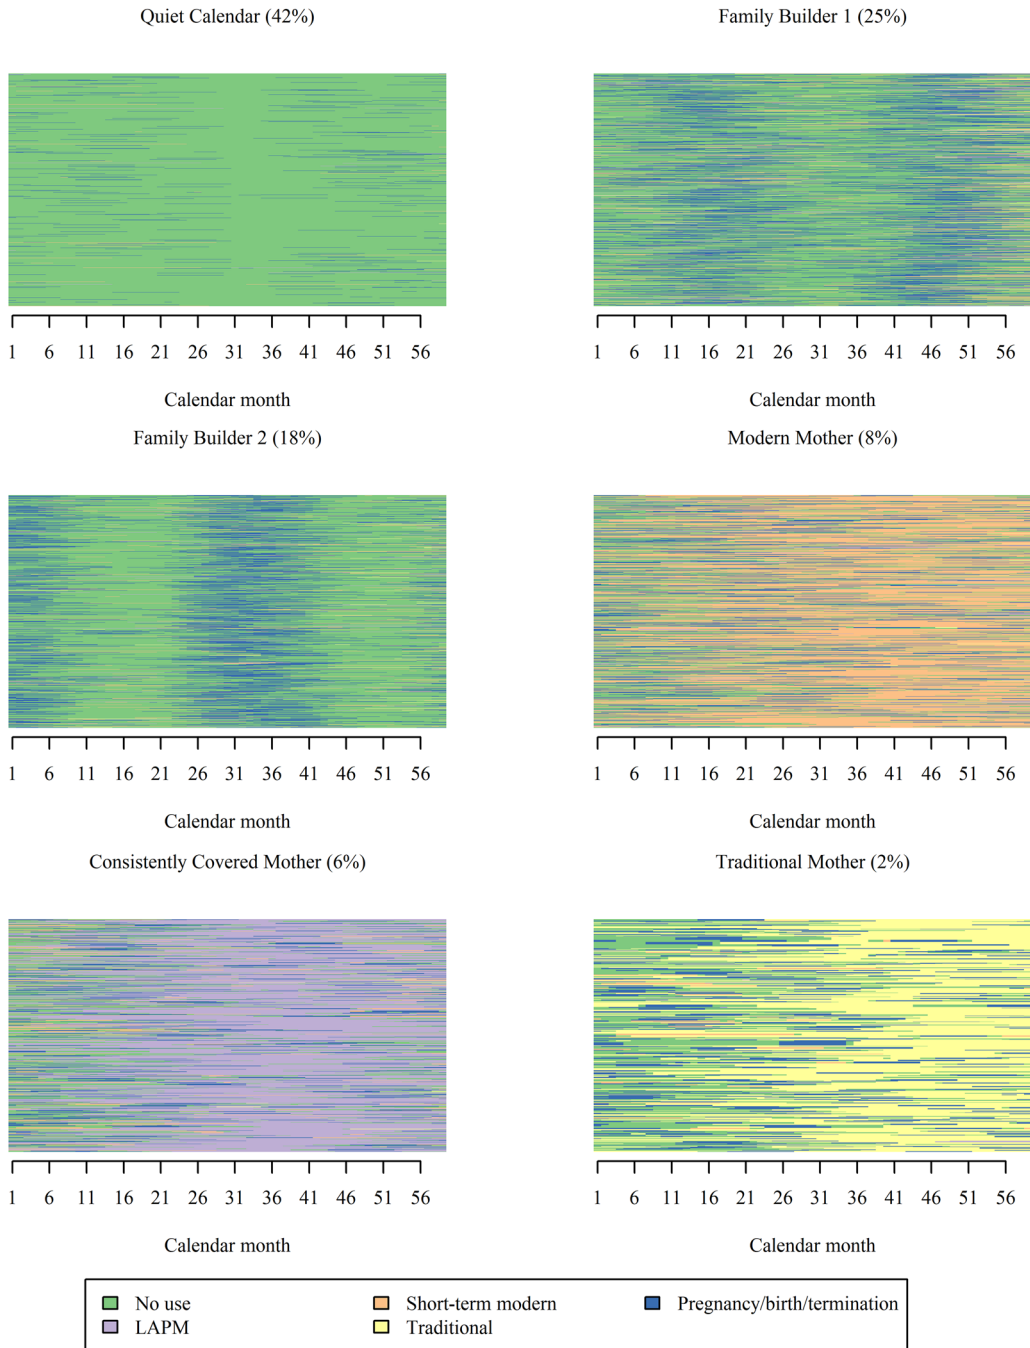 Quiet Calendar (42%)
Family Builder 1 (25%)
1 6 11 16 21 26 31 36 41 46 51 56
1 6 11 16 21 26 31 36 41 46 51 56
Calendar month
Calendar month
Family Builder 2 (18%)
Modern Mother (8%)
1 6 11 16 21 26 31 36 41 46 51 56
1 6 11 16 21 26 31 36 41 46 51 56
Calendar month
Calendar month
Consistently Covered Mother (6%)
Traditional Mother (2%)
1 6 11 16 21 26 31 36 41 46 51 56
1 6 11 16 21 26 31 36 41 46 51 56
Calendar month
Calendar month
No use
Short-term modern
Pregnancy/birth/termination
LAPM
Traditional